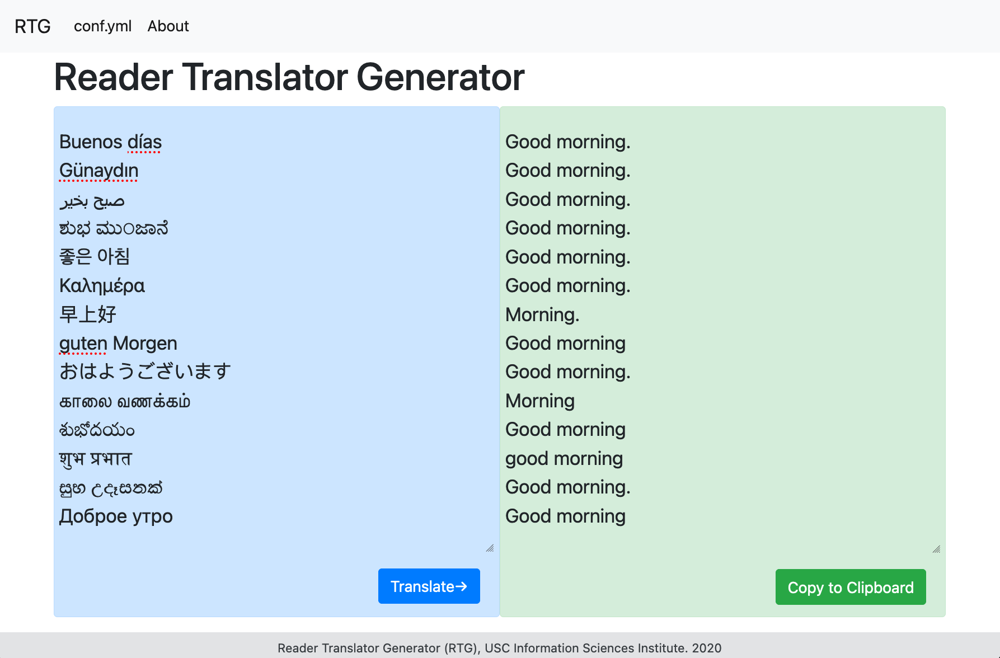 RTG conf.yml About
Reader Translator Generator
Buenos días
Günaydın
صبح بخیر
ಶುಭ ಮುಂಜಾನೆ
좋은 아침
Καλημέρα
早上好
guten Morgen
おはようございます
காலை வணக்கம்
శుభోదయం
शुभ प्रभात
සුභ උදෑසනක්
Доброе утро
Translate→
Good morning.
Good morning.
Good morning.
Good morning.
Good morning.
Good morning.
Morning.
Good morning
Good morning.
Morning
Good morning
good morning
Good morning.
Good morning
Copy to Clipboard
Reader Translator Generator (RTG), USC Information Sciences Institute. 2020